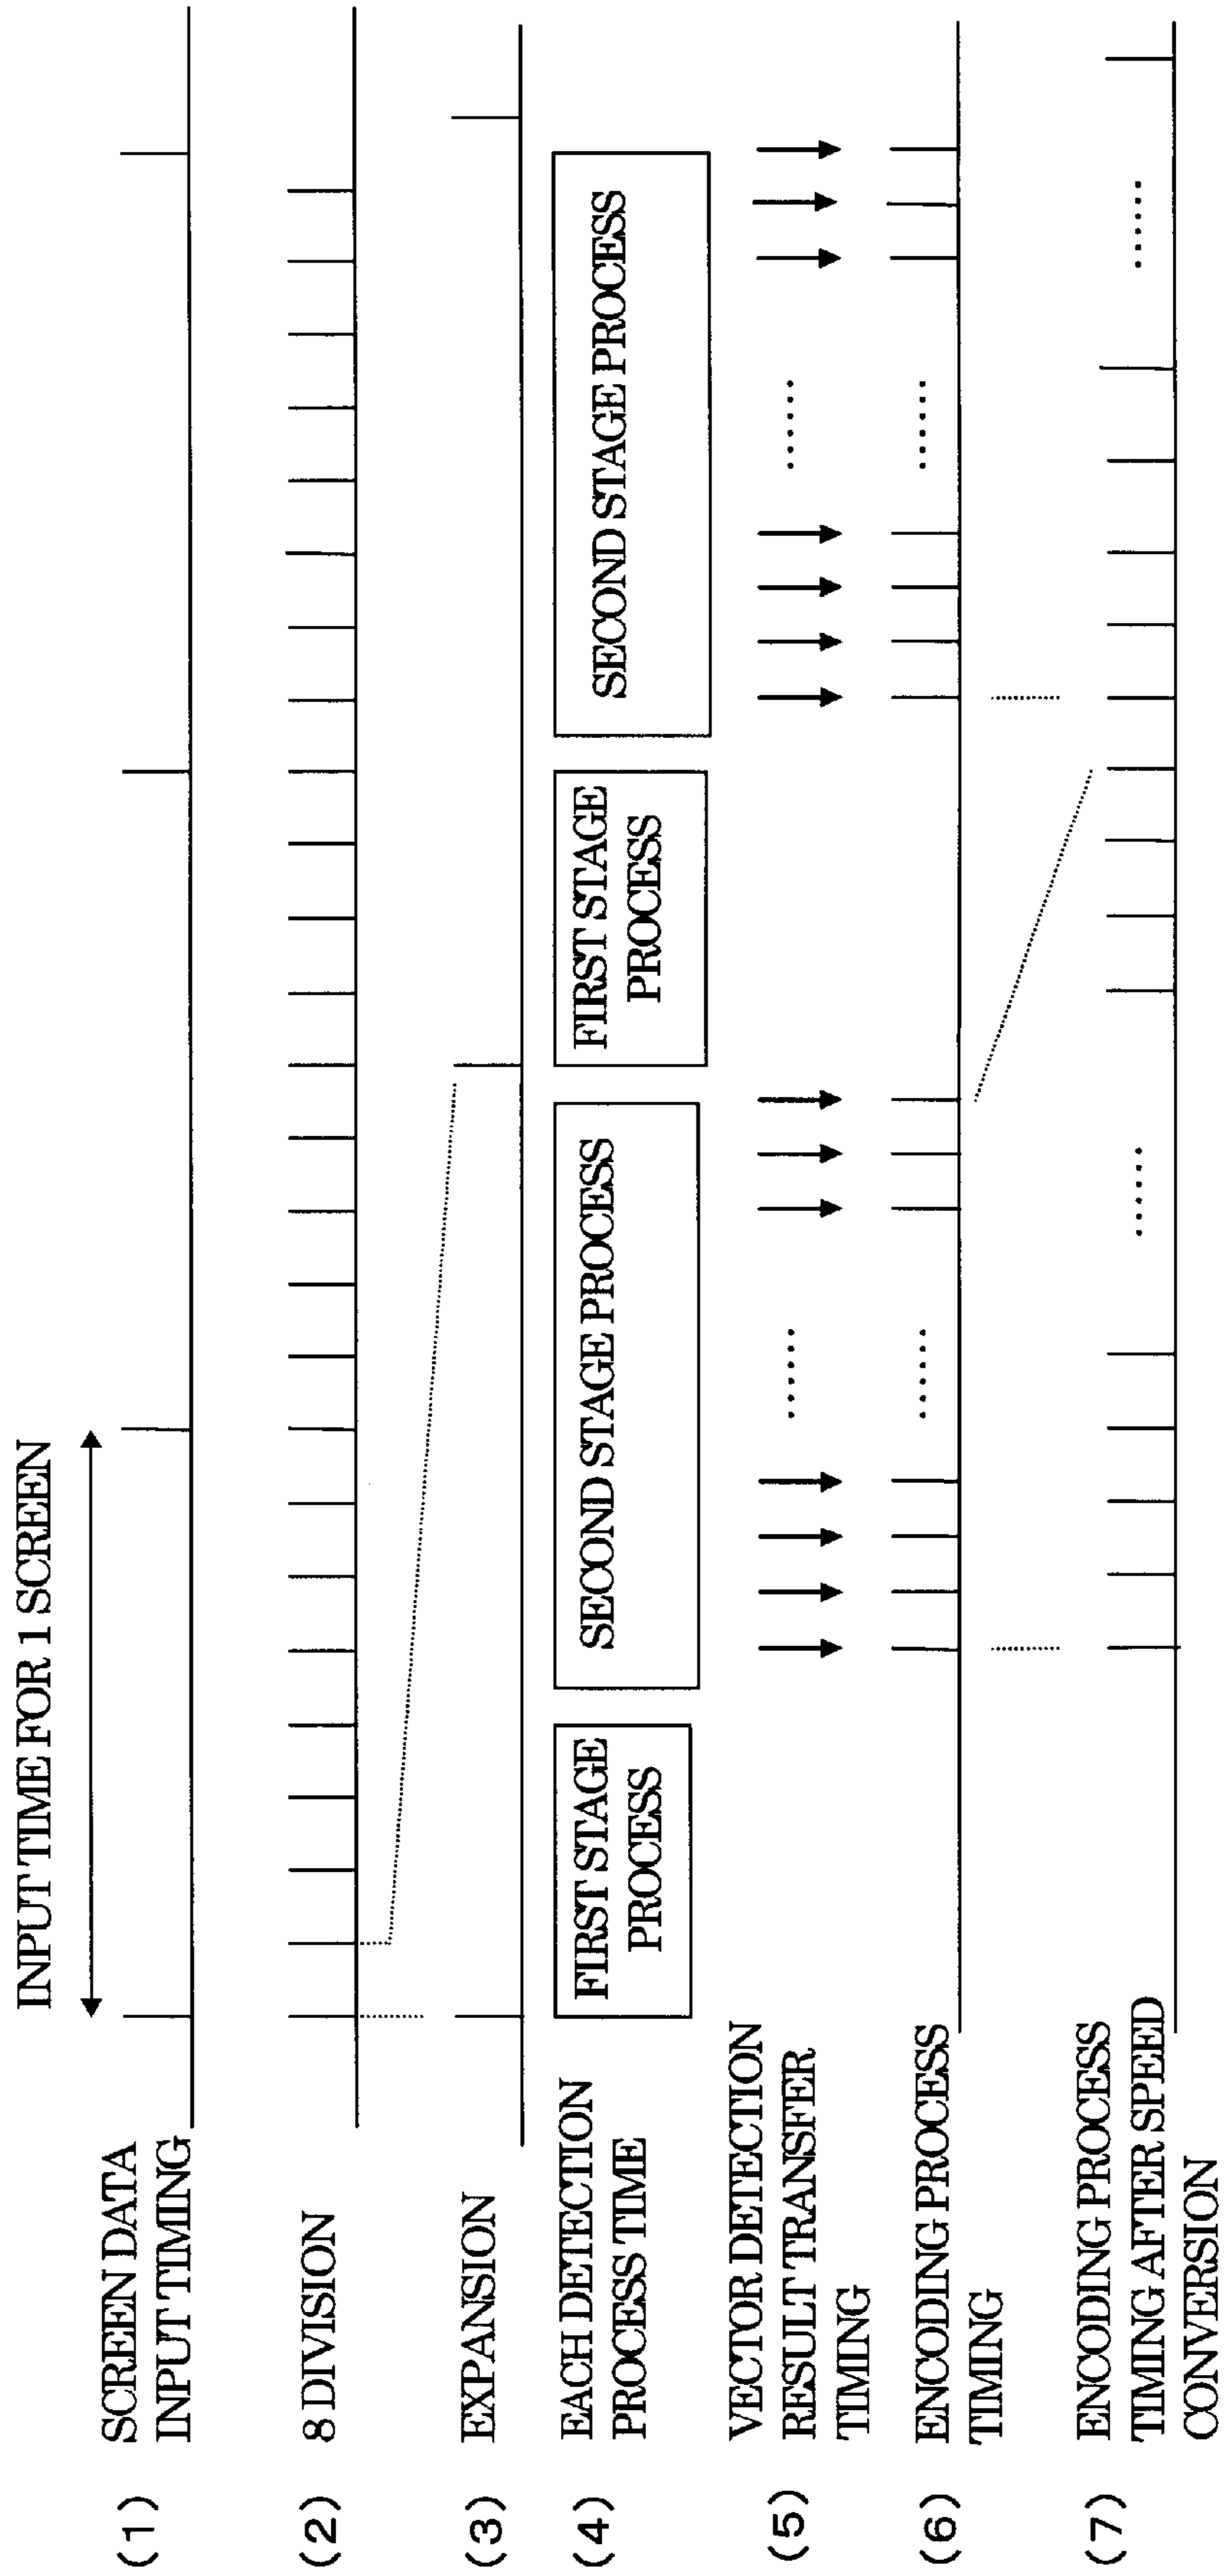 INPUT TIME FOR 1 SCREEN
(1) SCREEN DATA
INPUT TIMING
(2) 8 DIVISION
(3) EXPANSION
(4) EACH DETECTION
PROCESS TIME
FIRST STAGE
PROCESS
SECOND STAGE PROCESS
FIRST STAGE
PROCESS
SECOND STAGE PROCESS
(5) VECTOR DETECTION
RESULT TRANSFER
TIMING
(6) ENCODING PROCESS
TIMING
(7) ENCODING PROCESS
TIMING AFTER SPEED
CONVERSION